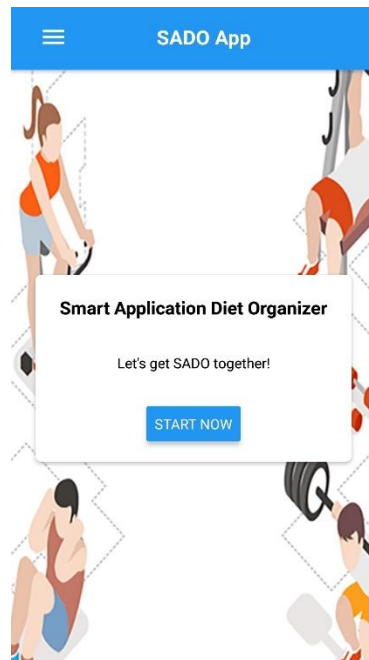 SADO App
Smart Application Diet Organizer
Let's get SADO together!
START NOW